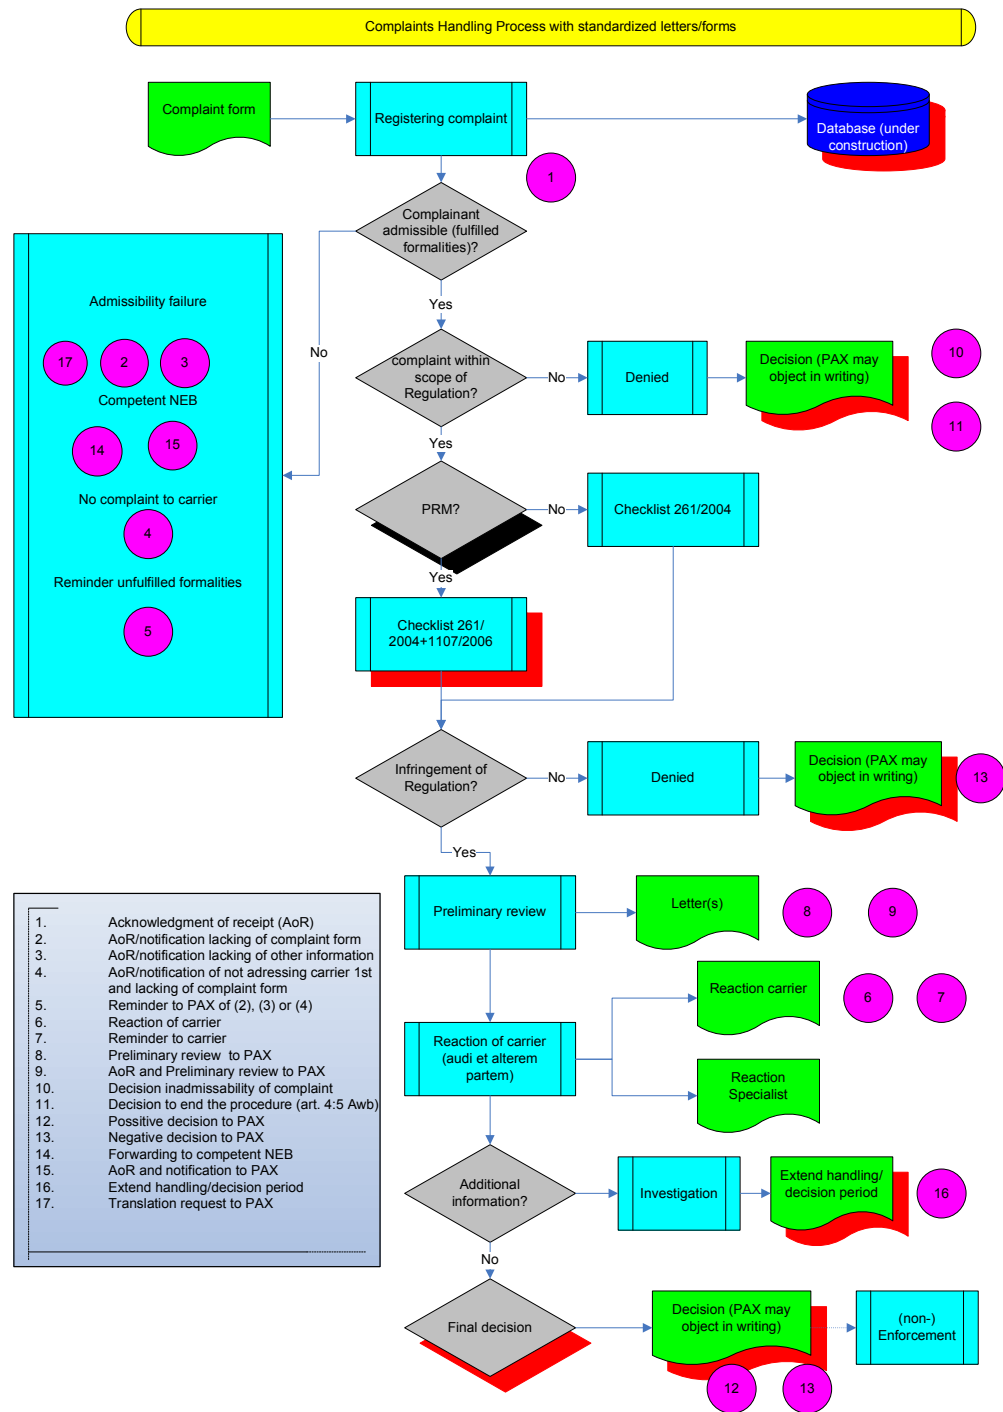 Complaints Handling Process with standardized letters/forms
Complaint form
Registering complaint
Database (under
construction)
1
Complainant
admissible (fulfilled
formalities)?
Yes
No
Admissibility failure
17
2
3
Competent NEB
14
15
No complaint to carrier
4
Reminder unfulfilled formalities
5
complaint within
scope of
Regulation?
No
Denied
Decision (PAX may
object in writing)
10
11
Yes
PRM?
No
Checklist 261/2004
Yes
Checklist 261/
2004+1107/2006
Infringement of
Regulation?
No
Denied
Decision (PAX may
object in writing)
13
Yes
Preliminary review
Letter(s)
8
9
Reaction carrier
6
7
Reaction of carrier
(audi et alterem
partem)
Reaction
Specialist
Additional
information?
Investigation
Extend handling/
decision period
16
No
Final decision
Decision (PAX may
object in writing)
(non-)
Enforcement
12
13
1. Acknowledgment of receipt (AoR)
2. AoR/notification lacking of complaint form
3. AoR/notification lacking of other information
4. AoR/notification of not adressing carrier 1st
and lacking of complaint form
5. Reminder to PAX of (2), (3) or (4)
6. Reaction of carrier
7. Reminder to carrier
8. Preliminary review to PAX
9. AoR and Preliminary review to PAX
10. Decision inadmissability of complaint
11. Decision to end the procedure (art. 4:5 Awb)
12. Possitive decision to PAX
13. Negative decision to PAX
14. Forwarding to competent NEB
15. AoR and notification to PAX
16. Extend handling/decision period
17. Translation request to PAX